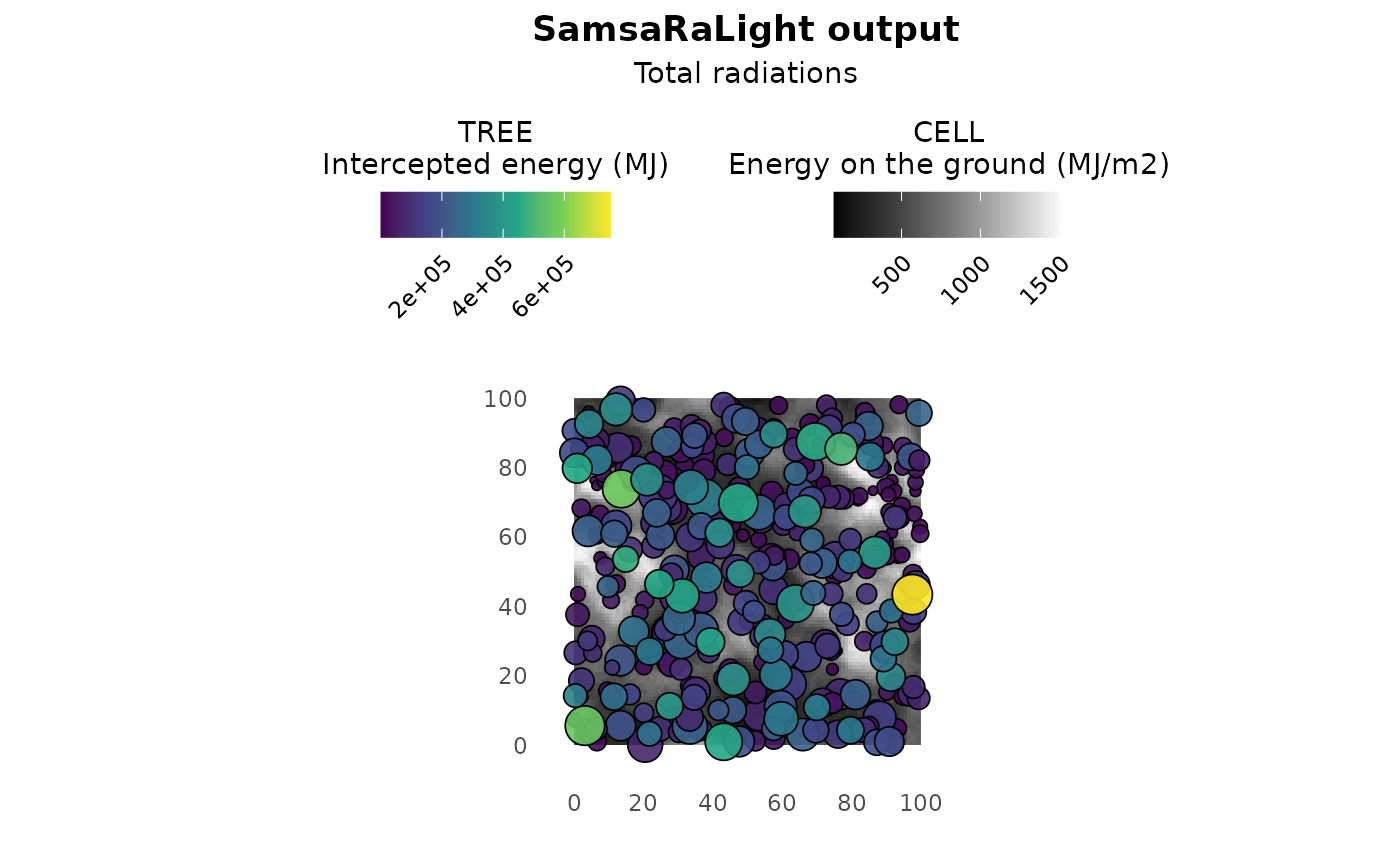 SamsaRaLight output
Total radiations
TREE
Intercepted energy (MJ)
2e+05 4e+05 6e+05
CELL
Energy on the ground (MJ/m2)
500 1000 1500
100
80
60
40
20
0
0 20 40 60 80 100